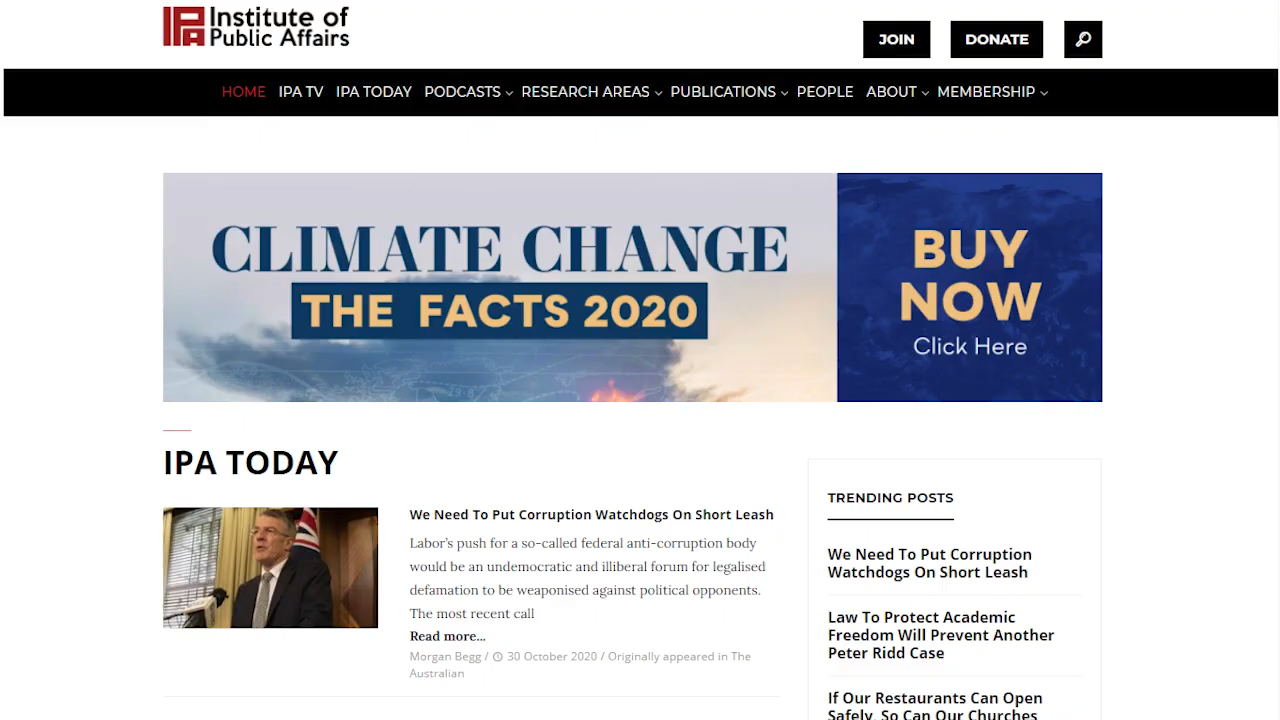 IPA Institute of
Public Affairs
JOIN
DONATE
HOME IPA TV IPA TODAY PODCASTS RESEARCH AREAS PUBLICATIONS PEOPLE ABOUT MEMBERSHIP
CLIMATE CHANGE
THE FACTS 2020
BUY
NOW
Click Here
IPA TODAY
We Need To Put Corruption Watchdogs On Short Leash
Labor’s push for a so-called federal anti-corruption body
would be an undemocratic and illiberal forum for legalised
defamation to be weaponised against political opponents.
The most recent call
Read more...
Morgan Begg / 30 October 2020 / Originally appeared in The
Australian
TRENDING POSTS
We Need To Put Corruption
Watchdogs On Short Leash
Law To Protect Academic
Freedom Will Prevent Another
Peter Ridd Case
If Our Restaurants Can Open
Safely, So Can Our Churches